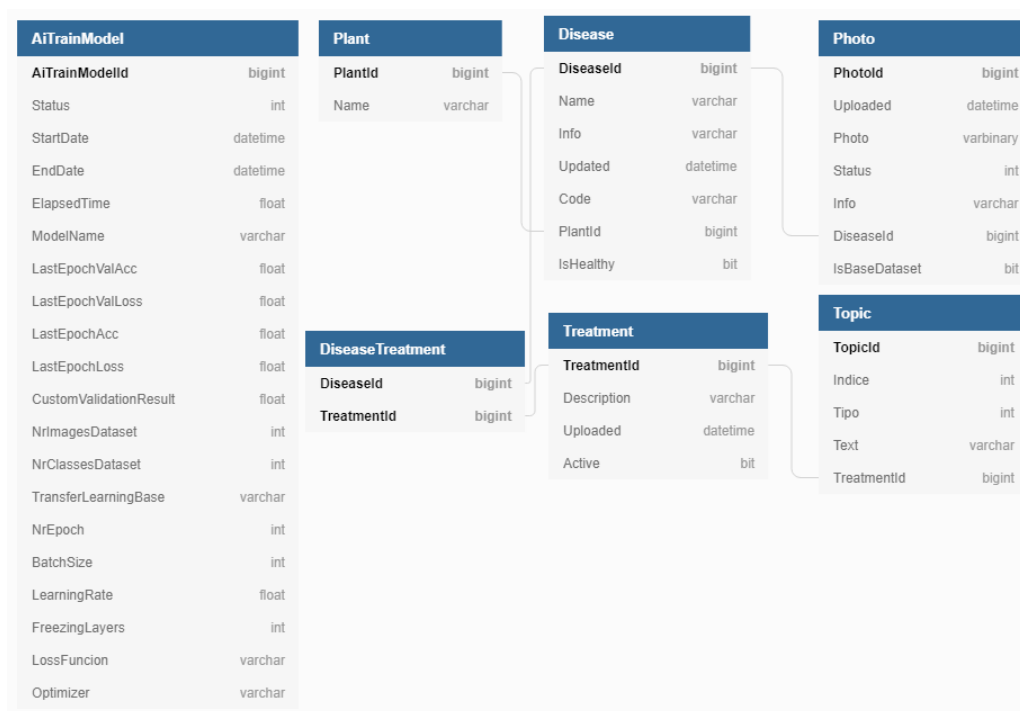 AiTrainModel
AiTrainModelId bigint
Status int
StartDate datetime
EndDate datetime
ElapsedTime float
ModelName varchar
LastEpochValAcc float
LastEpochValLoss float
LastEpochAcc float
LastEpochLoss float
CustomValidationResult float
NrImagesDataset int
NrClassesDataset int
TransferLearningBase varchar
NrEpoch int
BatchSize int
LearningRate float
FreezingLayers int
LossFuncion varchar
Optimizer varchar
Plant
PlantId bigint
Name varchar
Disease
DiseaseId bigint
Name varchar
Info varchar
Updated datetime
Code varchar
PlantId bigint
IsHealthy bit
Photo
PhotoId bigint
Uploaded datetime
Photo varbinary
Status int
Info varchar
DiseaseId bigint
IsBaseDataset bit
DiseaseTreatment
DiseaseId bigint
TreatmentId bigint
Treatment
TreatmentId bigint
Description varchar
Uploaded datetime
Active bit
Topic
TopicId bigint
Indice int
Tipo int
Text varchar
TreatmentId bigint